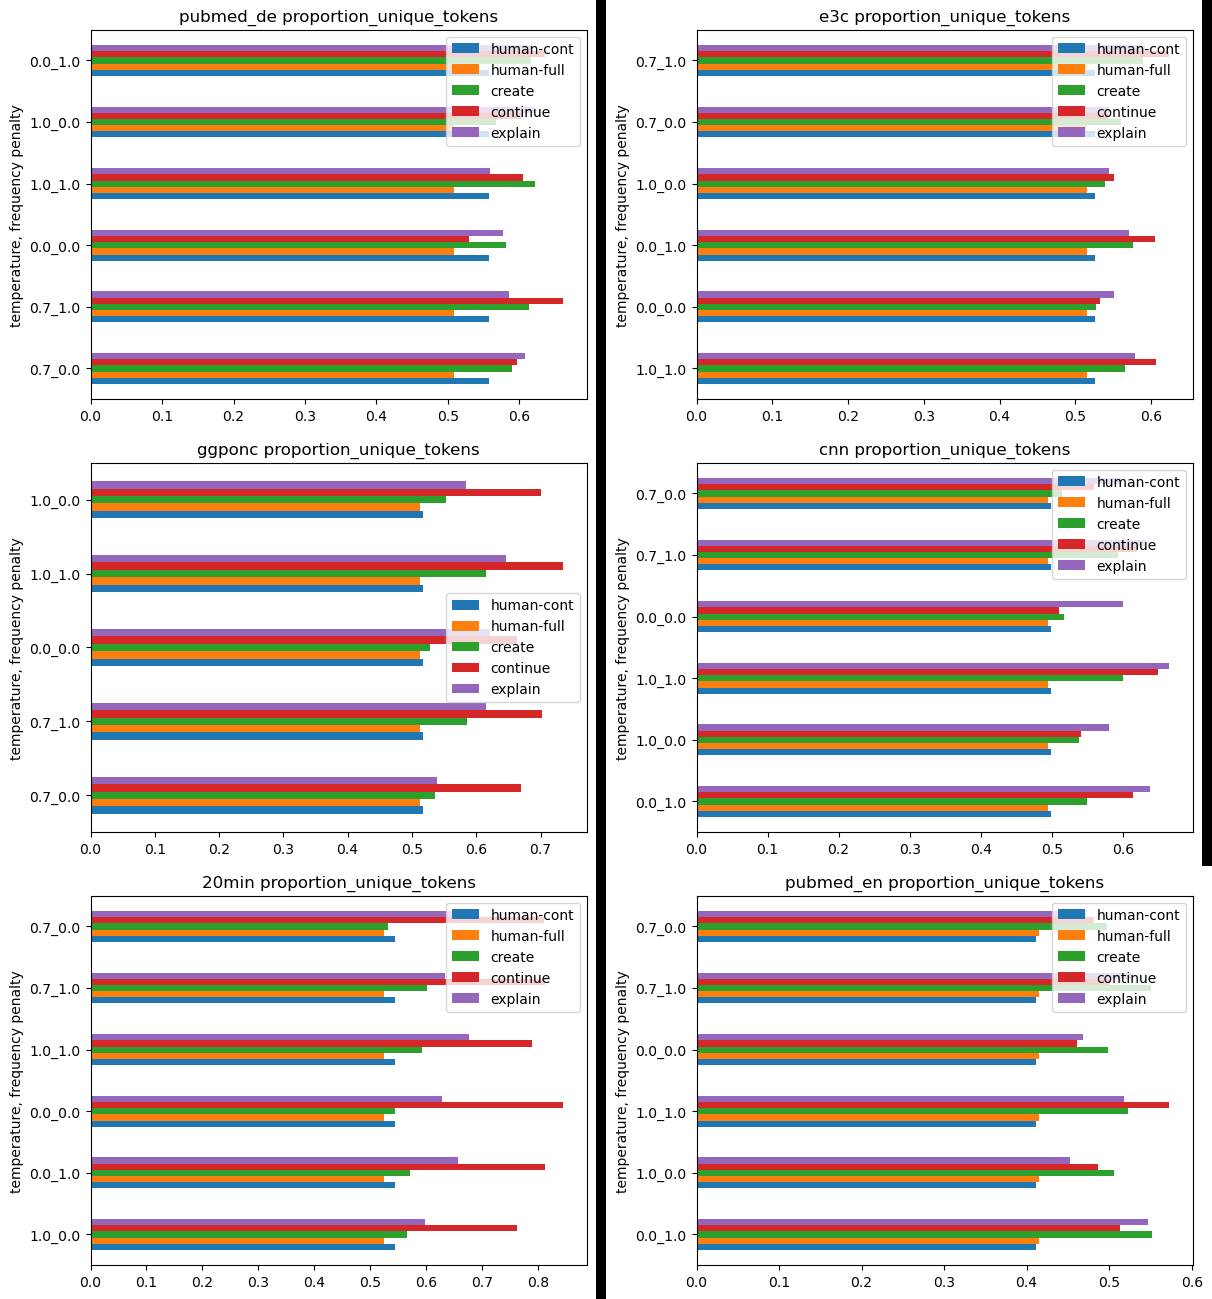 pubmed_de proportion_unique_tokens
temperature, frequency penalty
0.0_1.0
1.0_0.0
1.0_1.0
0.0_0.0
0.7_1.0
0.7_0.0
human-cont
human-full
create
continue
explain
0.0 0.1 0.2 0.3 0.4 0.5 0.6
e3c proportion_unique_tokens
temperature, frequency penalty
0.7_1.0
0.7_0.0
1.0_0.0
0.0_1.0
0.0_0.0
1.0_1.0
human-cont
human-full
create
continue
explain
0.0 0.1 0.2 0.3 0.4 0.5 0.6
ggponc proportion_unique_tokens
temperature, frequency penalty
1.0_0.0
1.0_1.0
0.0_0.0
0.7_1.0
0.7_0.0
human-cont
human-full
create
continue
explain
0.0 0.1 0.2 0.3 0.4 0.5 0.6 0.7
cnn proportion_unique_tokens
temperature, frequency penalty
0.7_0.0
0.7_1.0
0.0_0.0
1.0_1.0
1.0_0.0
0.0_1.0
human-cont
human-full
create
continue
explain
0.0 0.1 0.2 0.3 0.4 0.5 0.6
20min proportion_unique_tokens
temperature, frequency penalty
0.7_0.0
0.7_1.0
1.0_1.0
0.0_0.0
0.0_1.0
1.0_0.0
human-cont
human-full
create
continue
explain
0.0 0.1 0.2 0.3 0.4 0.5 0.6 0.7 0.8
pubmed_en proportion_unique_tokens
temperature, frequency penalty
0.7_0.0
0.7_1.0
0.0_0.0
1.0_1.0
1.0_0.0
0.0_1.0
human-cont
human-full
create
continue
explain
0.0 0.1 0.2 0.3 0.4 0.5 0.6